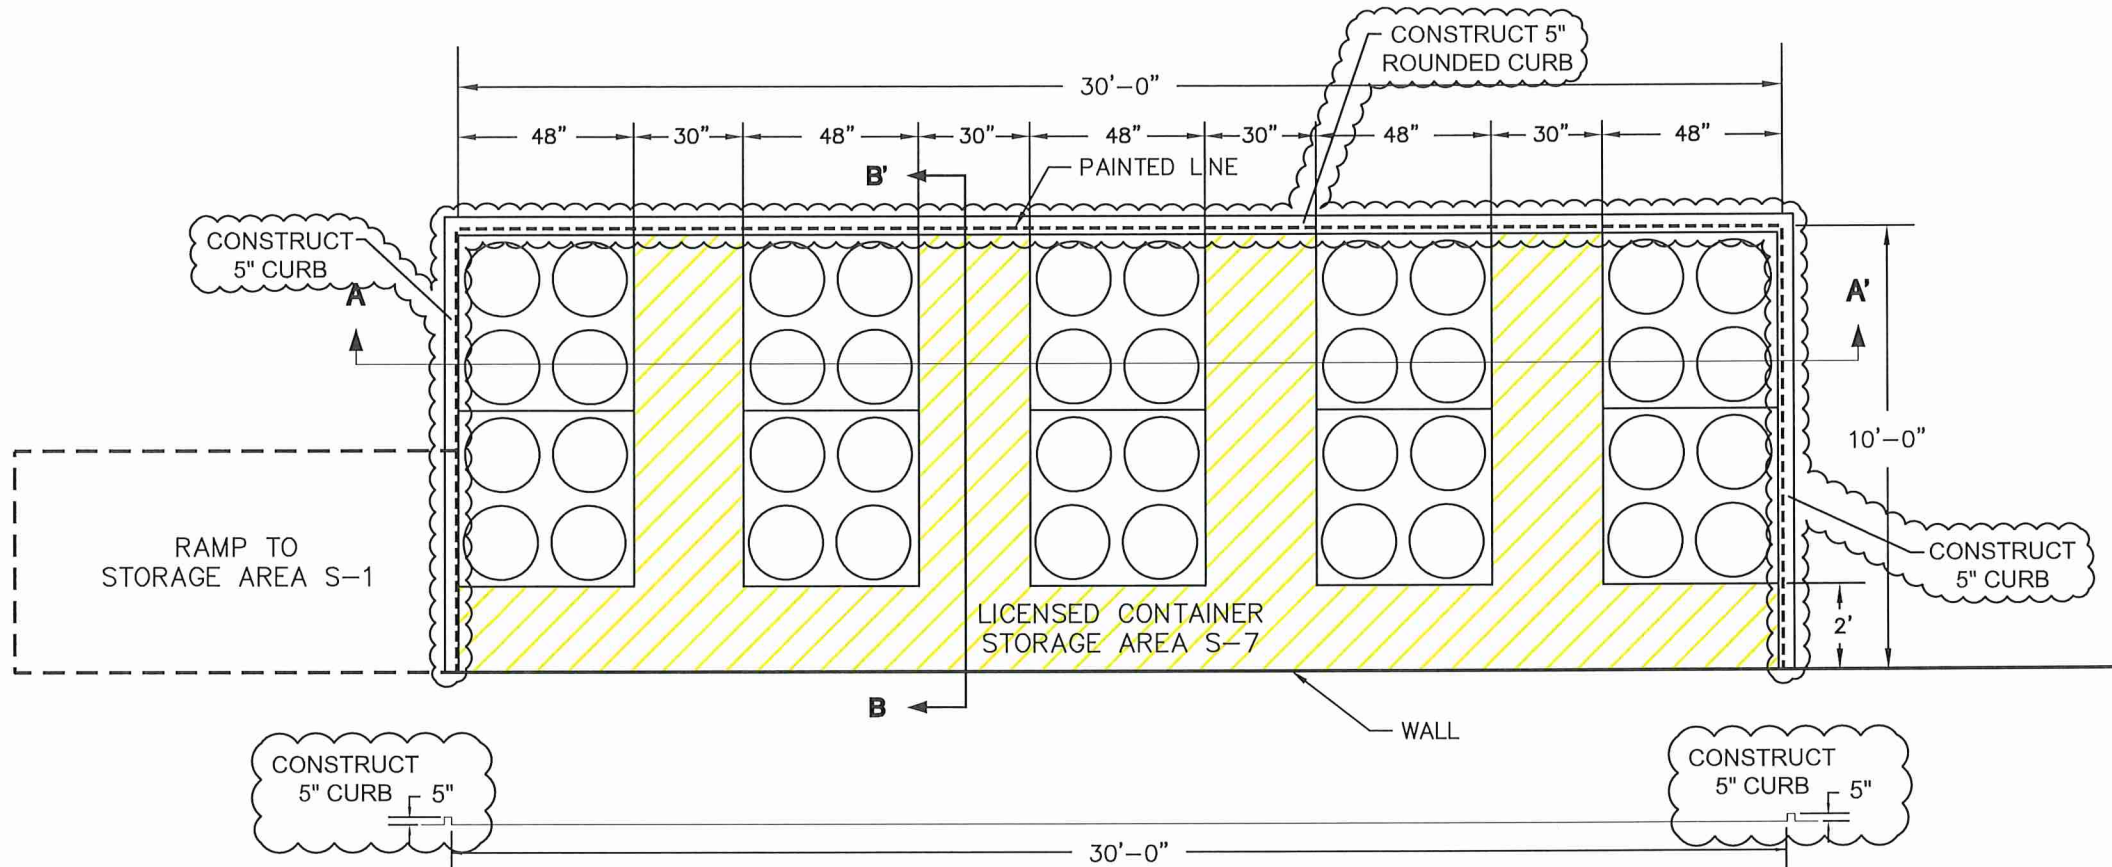 CONSTRUCT 5"
ROUNDED CURB
30'-0"
48" 30" 48" 30" 48" 30" 48" 30" 48"
B'
PAINTED LINE
CONSTRUCT
5" CURB
A
A'
10'-0"
RAMP TO
STORAGE AREA S-1
CONSTRUCT
5" CURB
LICENSED CONTAINER
STORAGE AREA S-7
2'
B
WALL
CONSTRUCT
5" CURB
5"
CONSTRUCT
5" CURB
5"
30'-0"